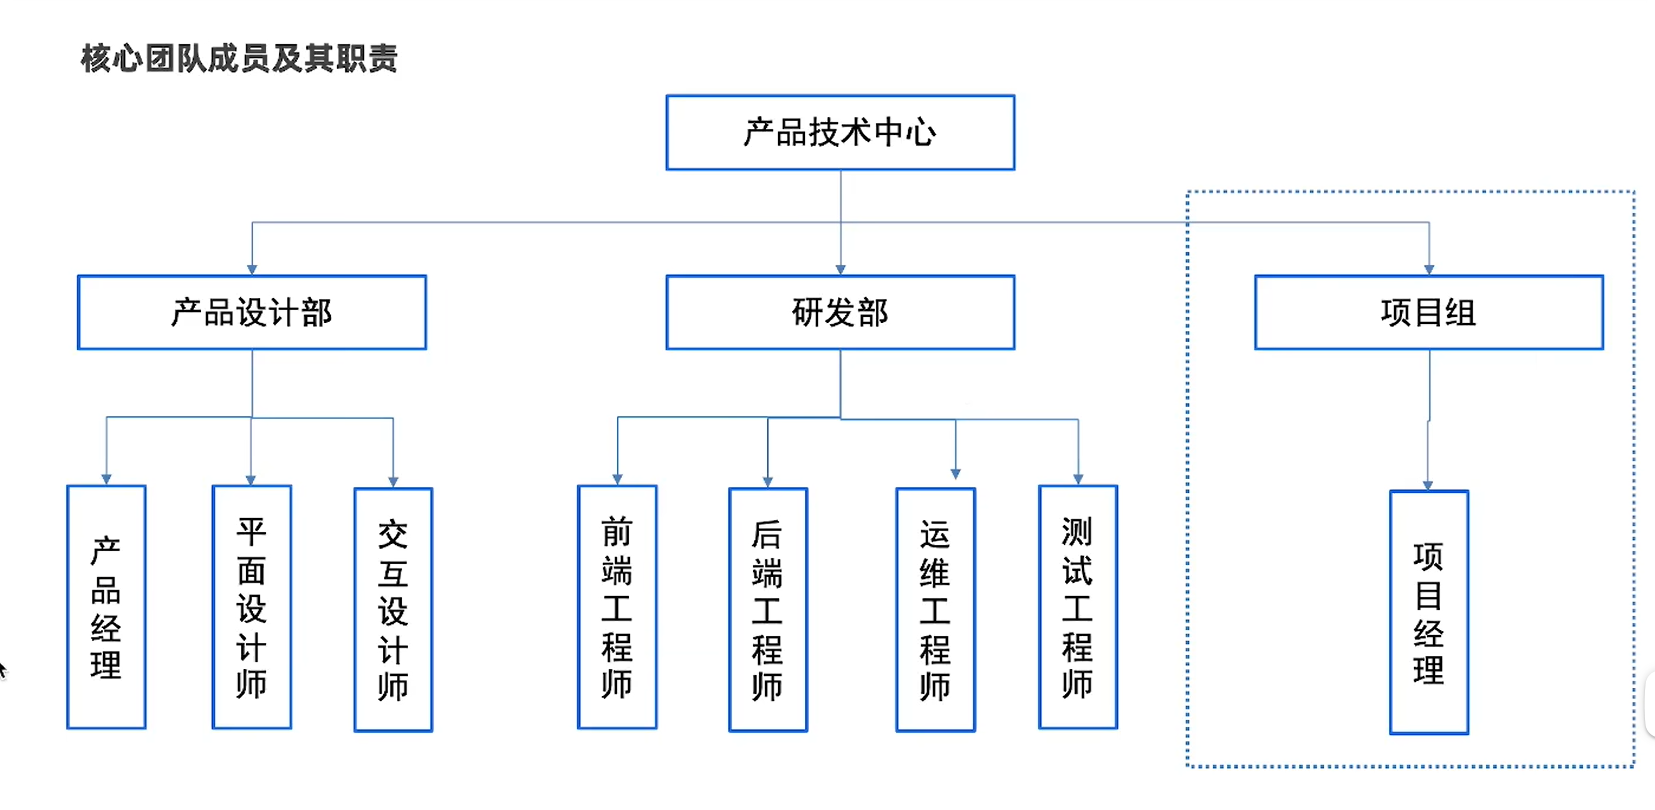 核心团队成员及其职责
产品技术中心
产品设计部
研发部
项目组
产品经理
平面设计师
交互设计师
前端工程师
后端工程师
运维工程师
测试工程师
项目经理